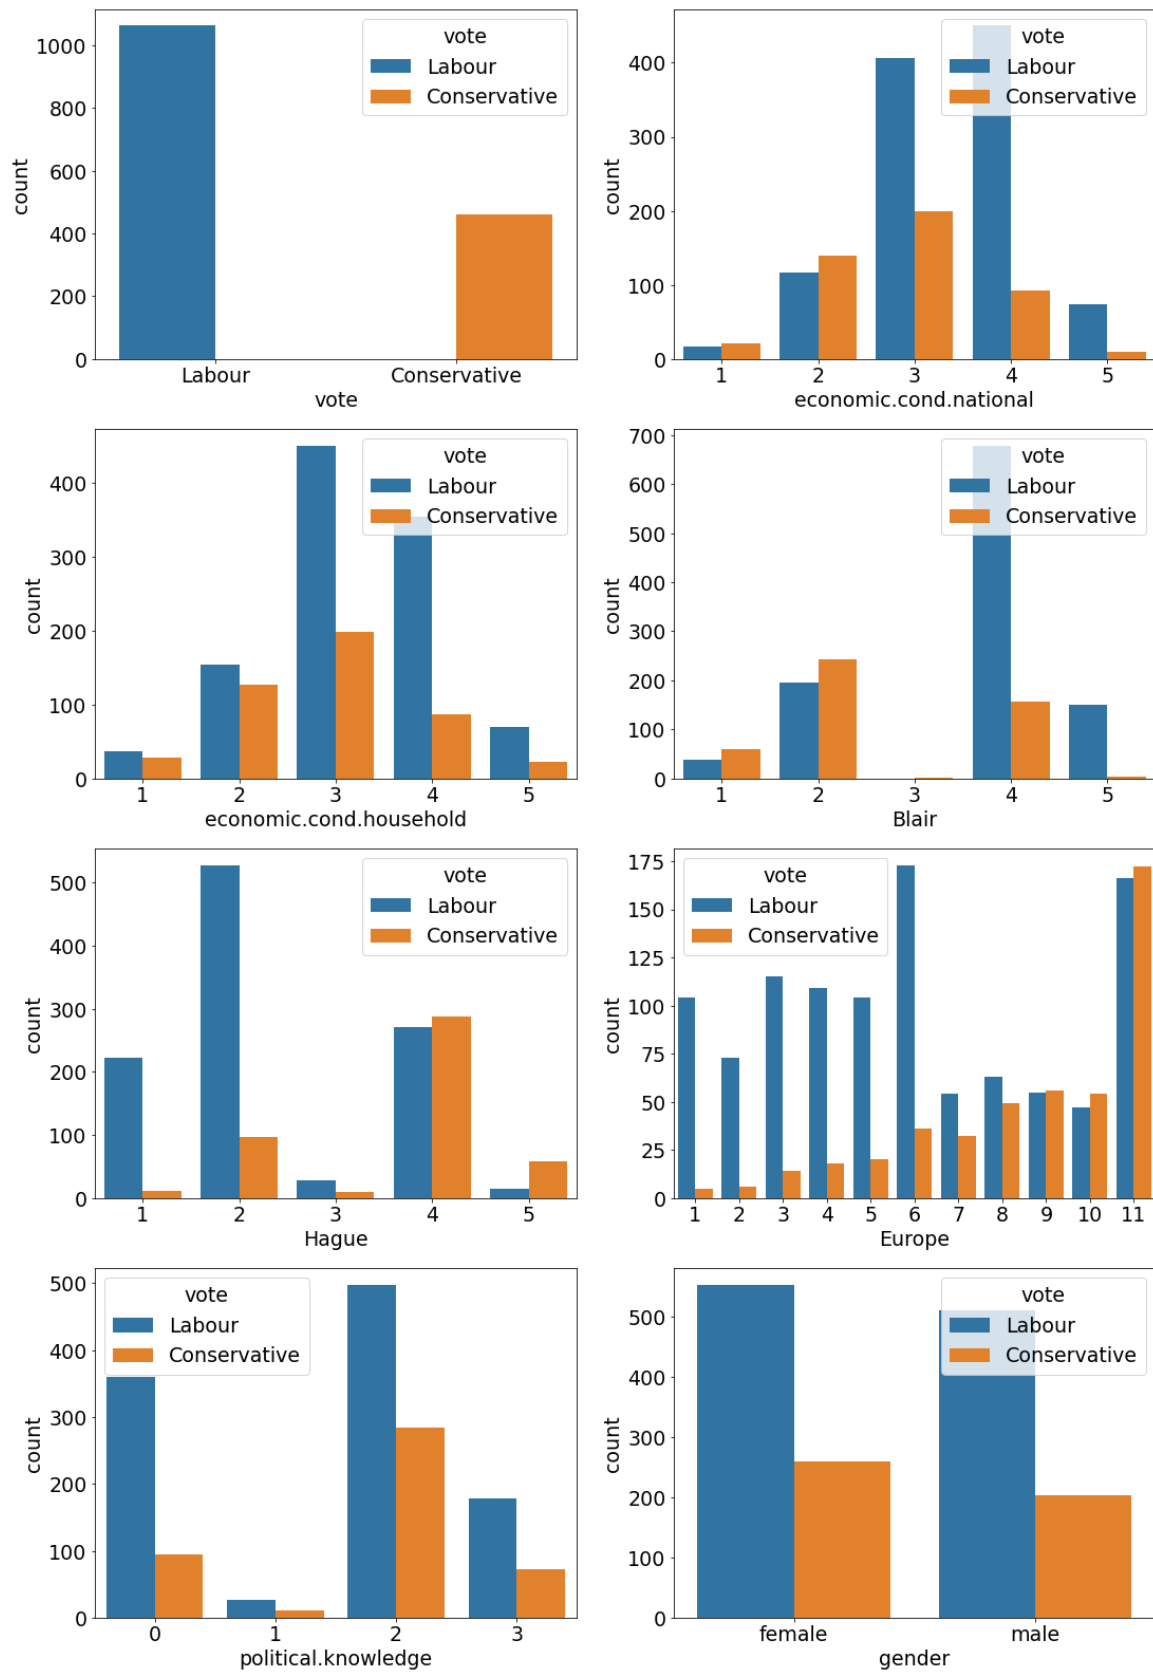 1000
800
600
400
200
0
count
vote
Labour
Conservative
Labour Conservative
vote
400
300
200
100
0
count
vote
Labour
Conservative
1 2 3 4 5
economic.cond.national
400
300
200
100
0
count
vote
Labour
Conservative
1 2 3 4 5
economic.cond.household
700
600
500
400
300
200
100
0
count
vote
Labour
Conservative
1 2 3 4 5
Blair
500
400
300
200
100
0
count
vote
Labour
Conservative
1 2 3 4 5
Hague
175
150
125
100
75
50
25
0
count
vote
Labour
Conservative
1 2 3 4 5 6 7 8 9 10 11
Europe
500
400
300
200
100
0
count
vote
Labour
Conservative
0 1 2 3
political.knowledge
500
400
300
200
100
0
count
vote
Labour
Conservative
female male
gender